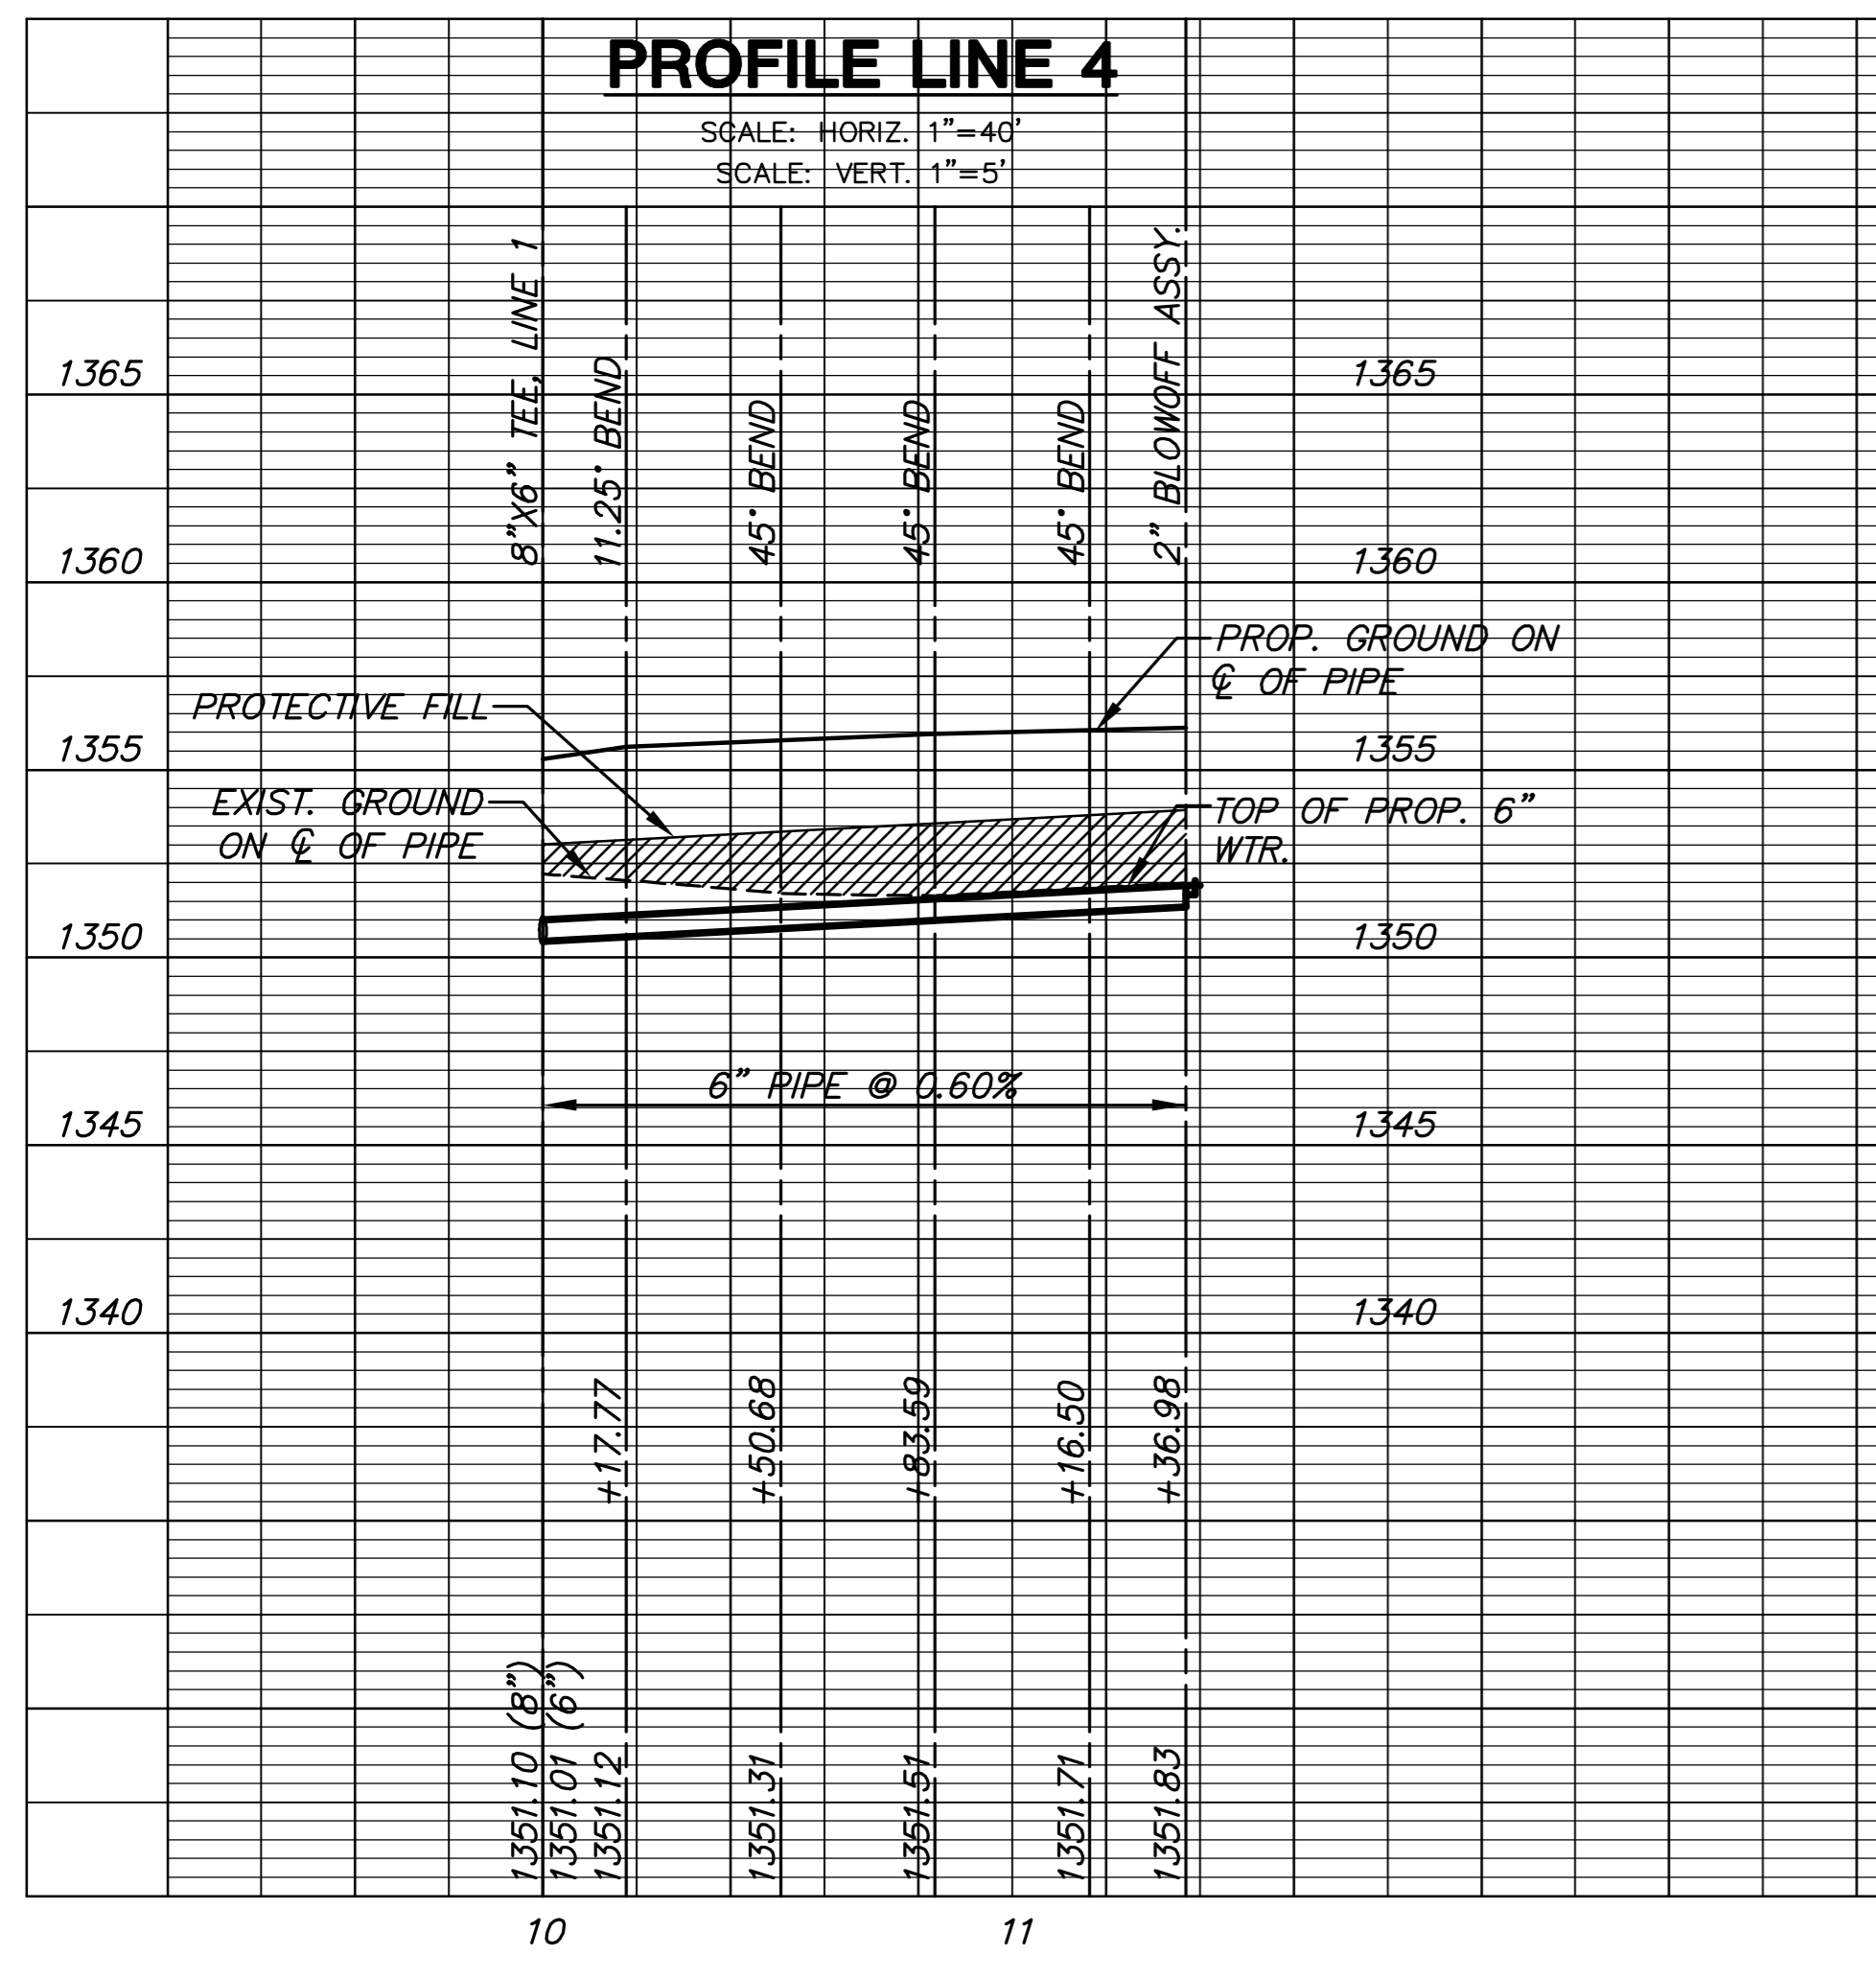 PROFILE LINE 4
SCALE: HORIZ. 1"=40'
SCALE: VERT. 1"=5'
8"X6" TEE, LINE 1
11.25° BEND
45° BEND
45° BEND
45° BEND
2" BLOWOFF ASSY.
1365
1365
1360
1360
PROP. GROUND ON
℄ OF PIPE
PROTECTIVE FILL
1355
1355
EXIST. GROUND
ON ℄ OF PIPE
TOP OF PROP. 6"
WTR.
1350
1350
6" PIPE @ 0.60%
1345
1345
1340
1340
+17.77
+50.68
+83.59
+16.50
+36.98
1351.10 (8")
1351.01 (6")
1351.12
1351.31
1351.51
1351.71
1351.83
10
11